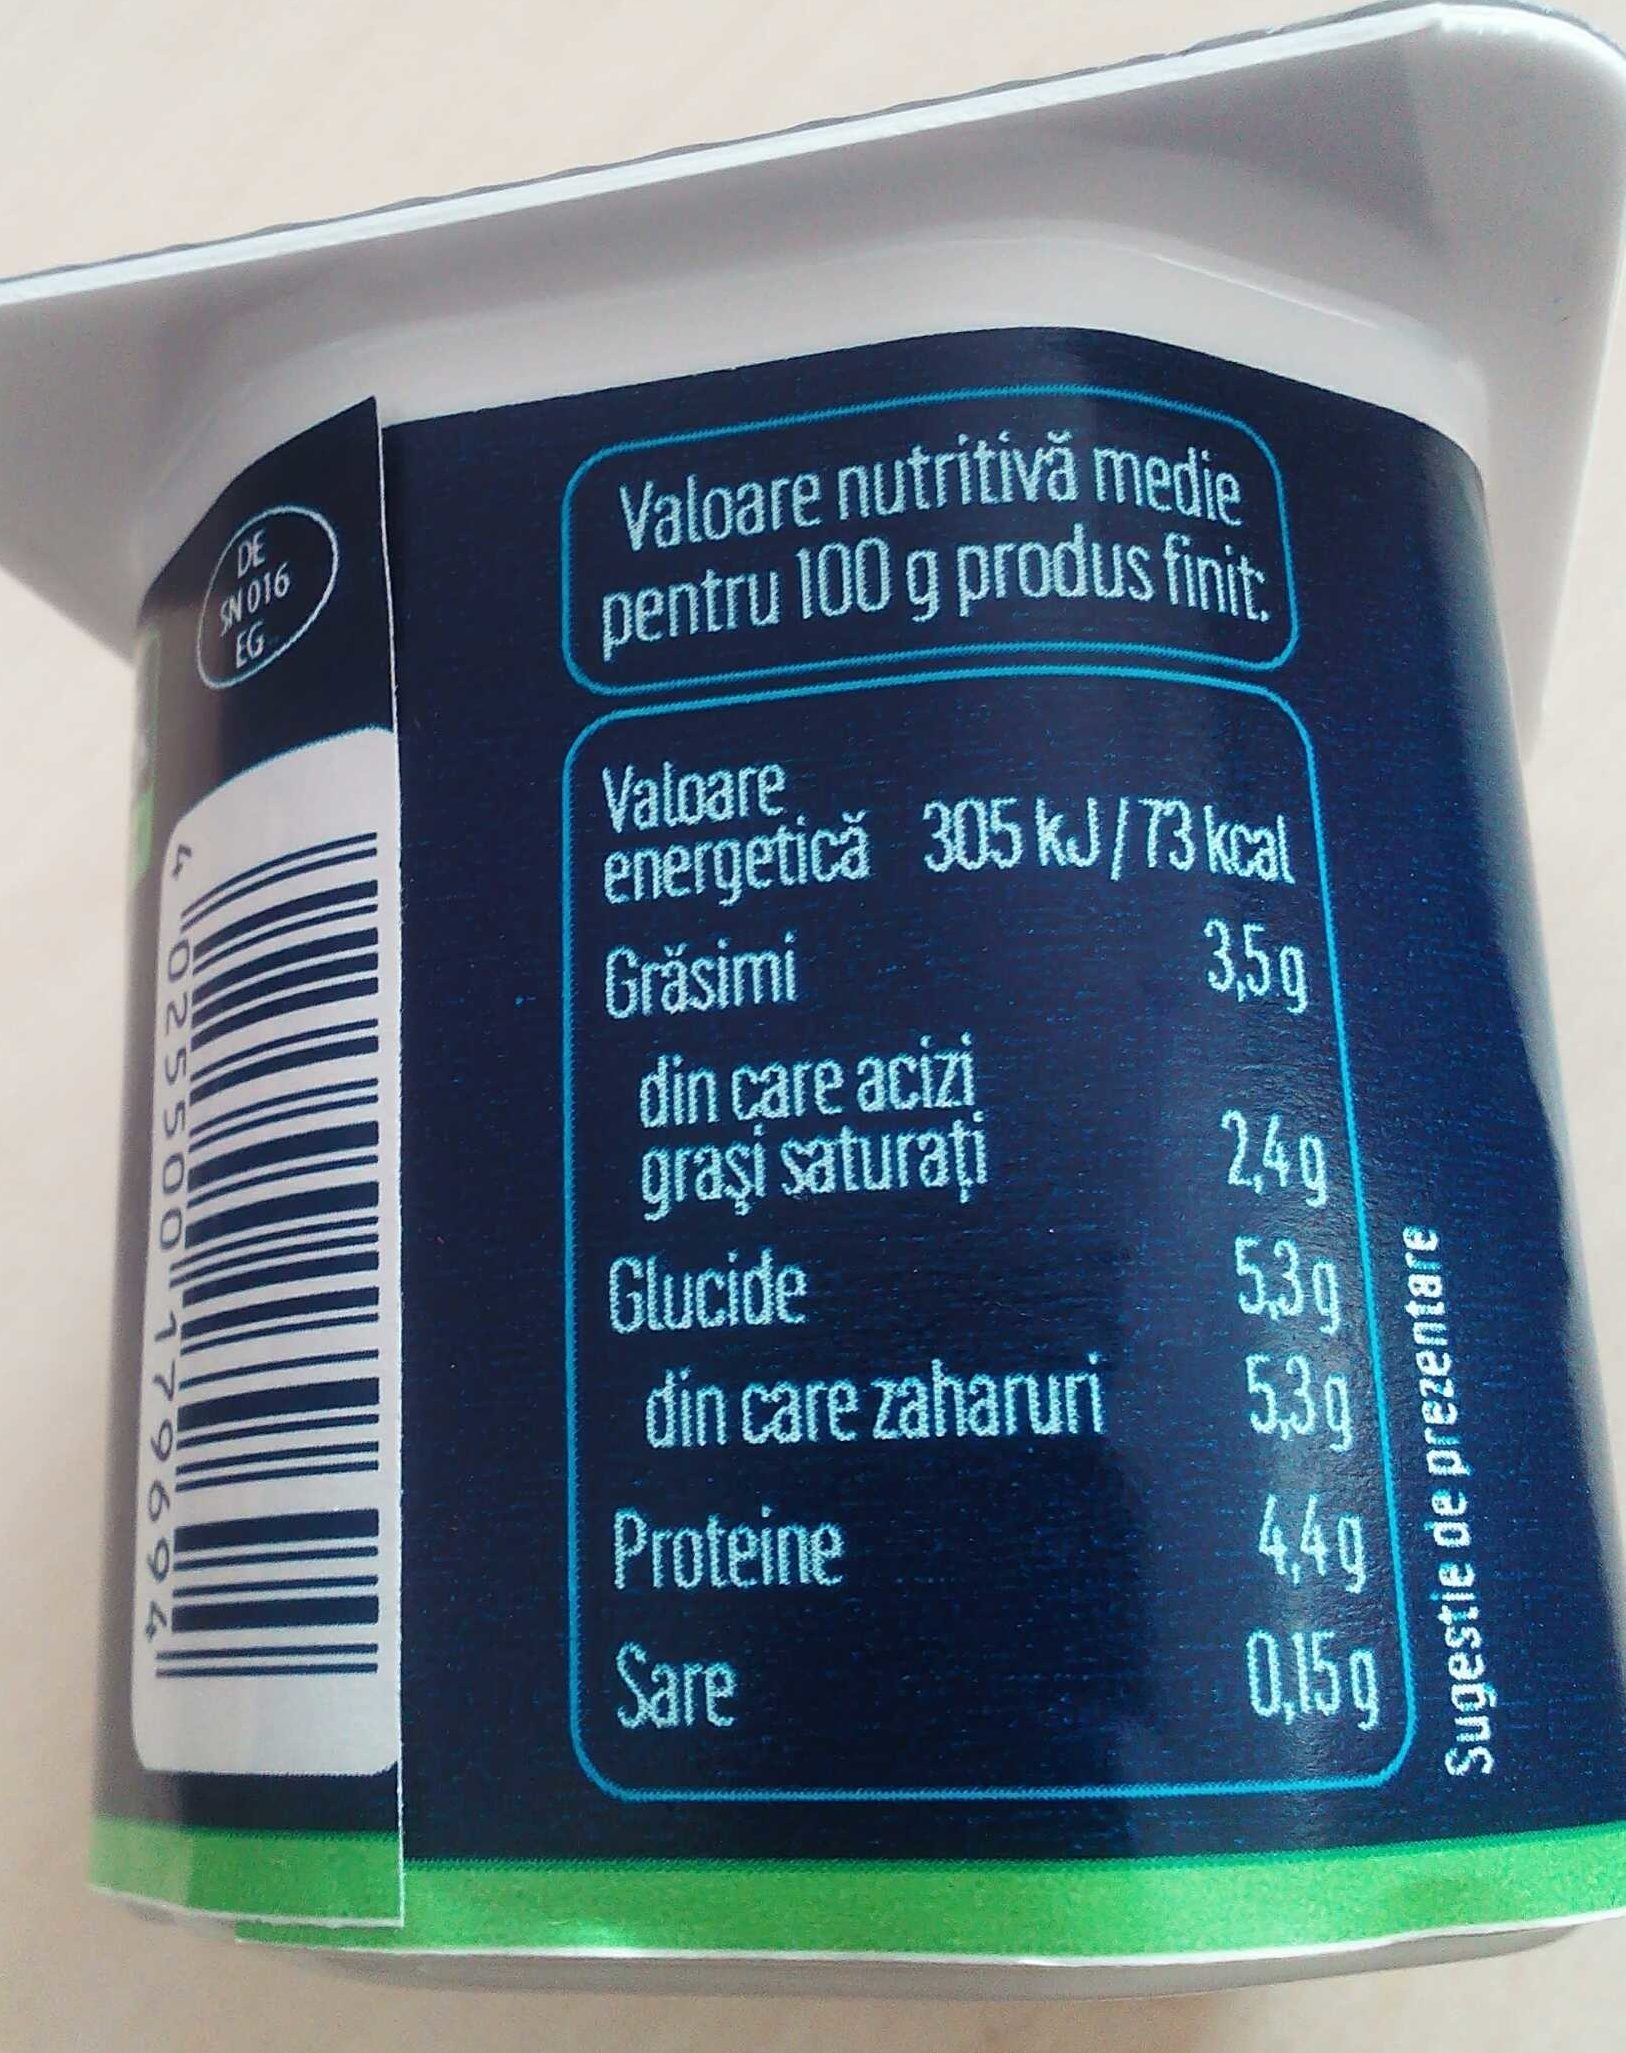 DE
SN 016
EG
4 025500 179694
Valoare nutritivă medie
pentru 100 g produs finit:
Valoare
energetică 305 kJ/73 kcal
Grăsimi 3,5 g
din care acizi
grași saturați 2,4 g
Glucide 5,3 g
din care zaharuri 5,3 g
Proteine 4,4 g
Sare 0,15 g
Sugestie de prezentare